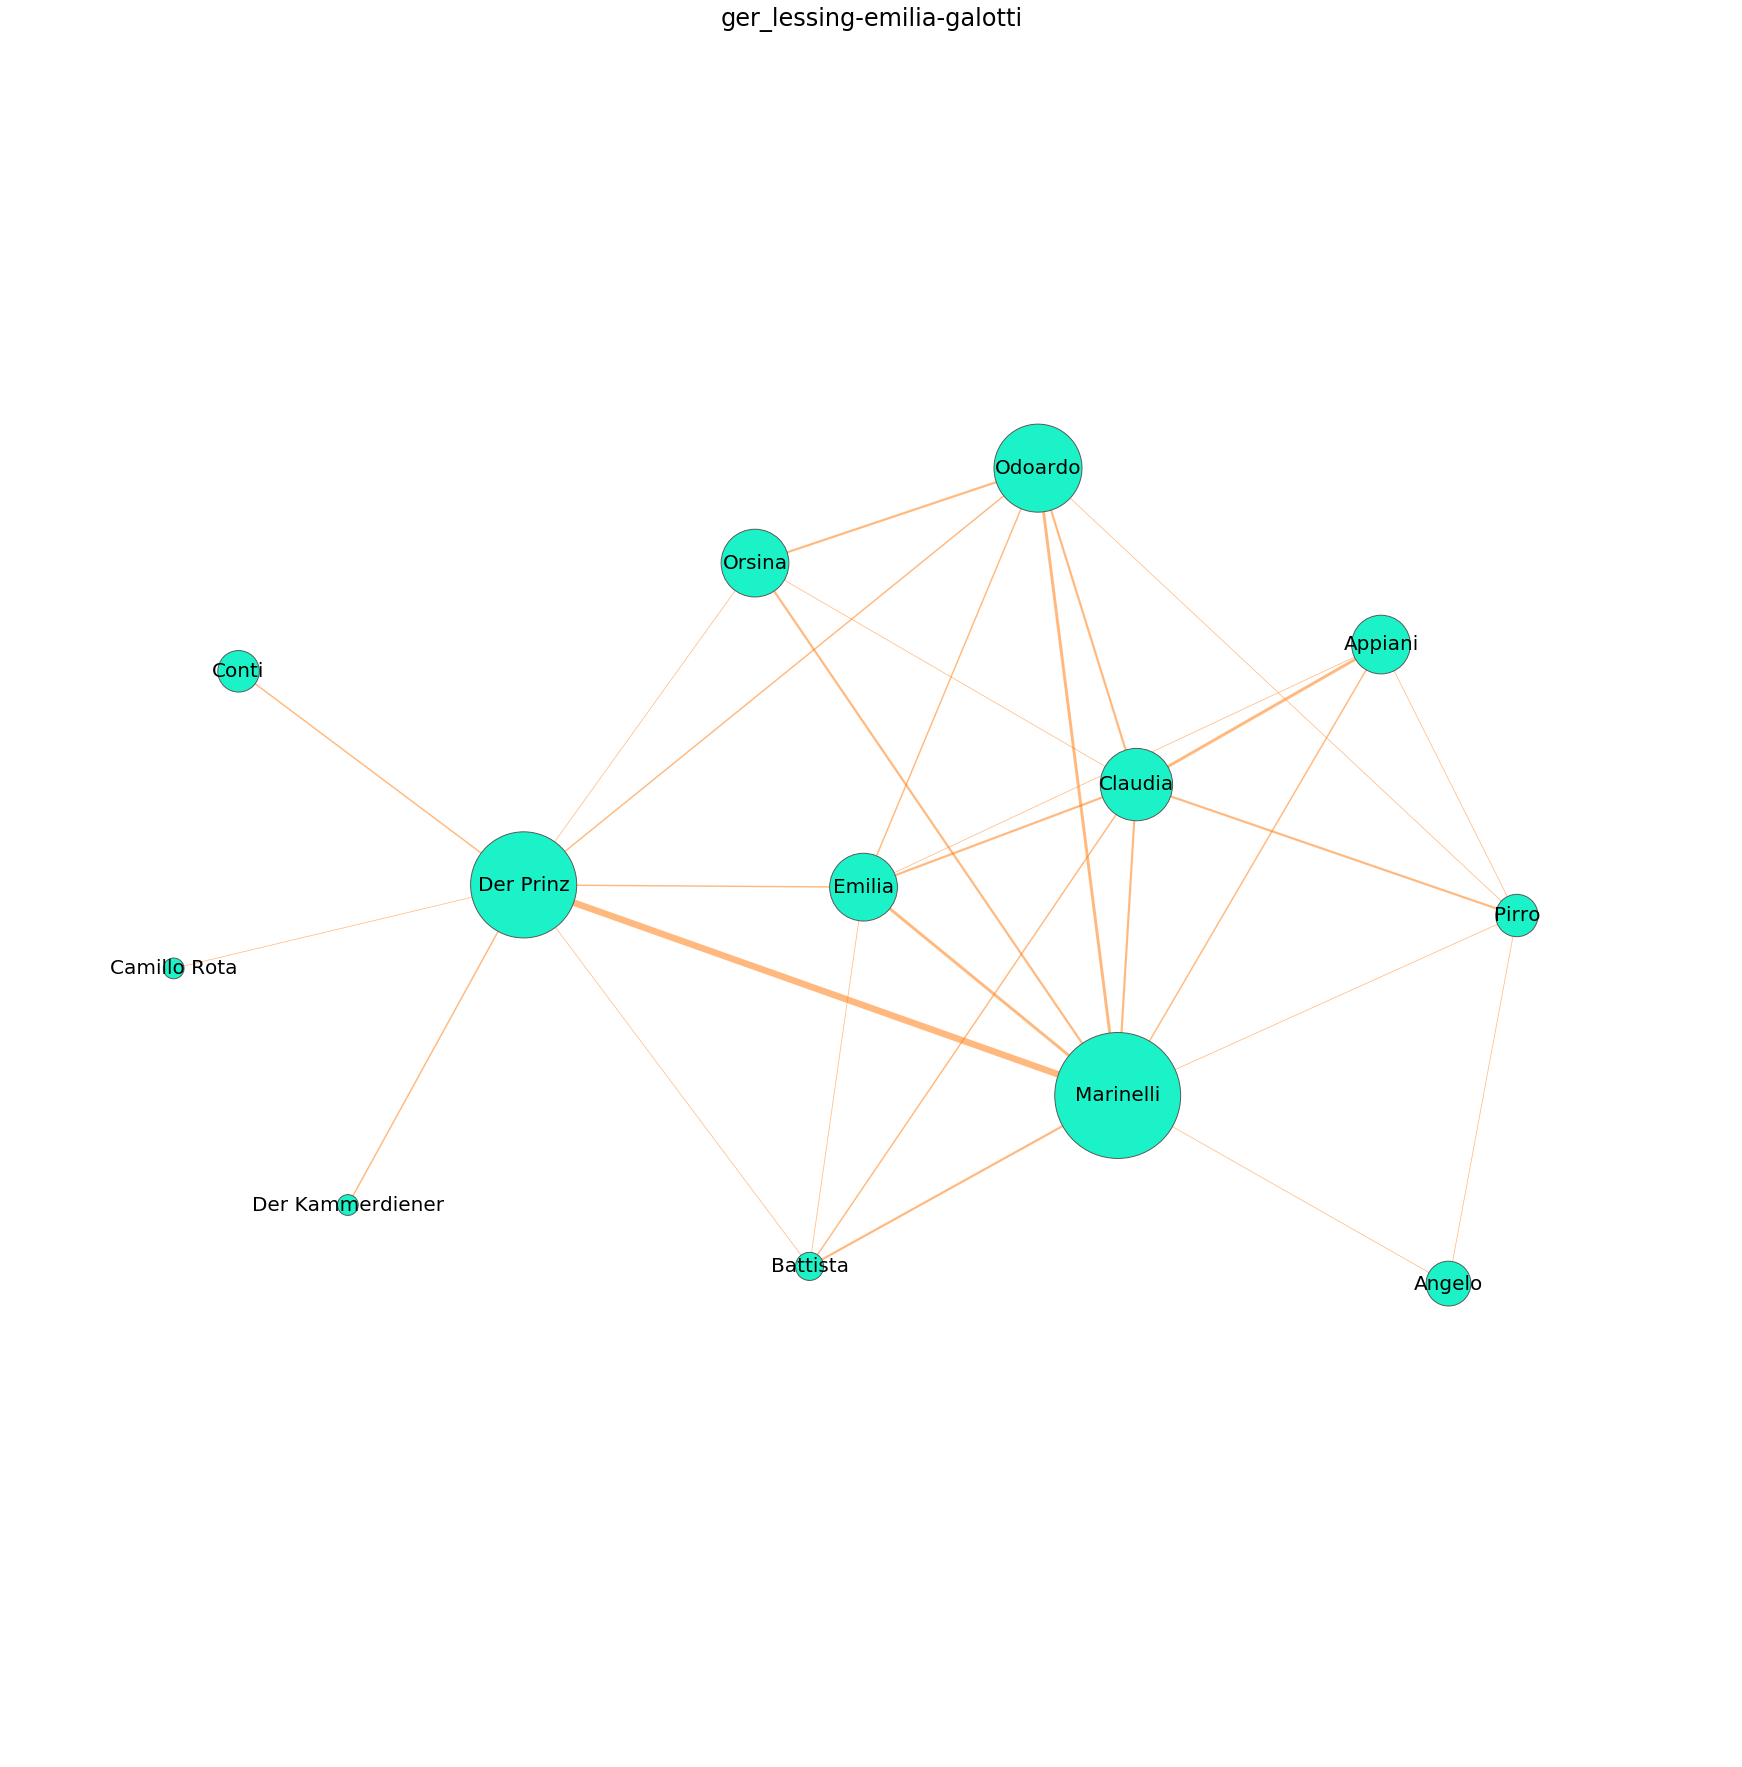 ger_lessing-emilia-galotti
Odoardo
Orsina
Appiani
Conti
Claudia
Der Prinz
Emilia
Pirro
Camillo Rota
Marinelli
Der Kammerdiener
Battista
Angelo